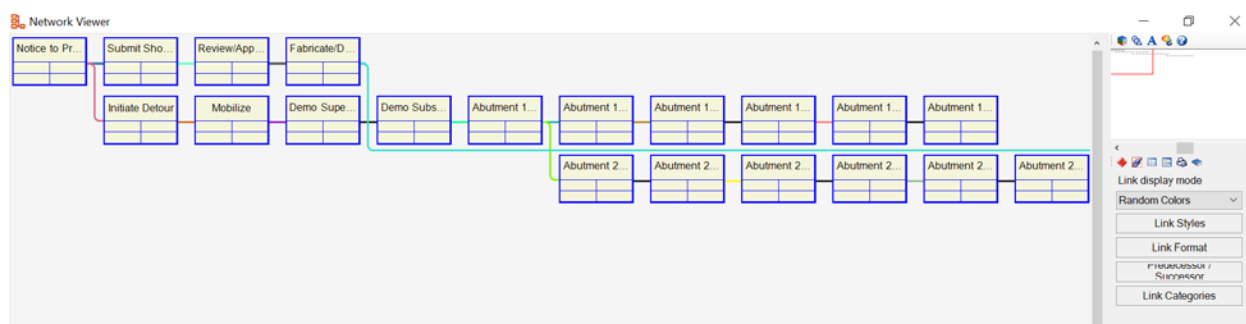 Network Viewer
Notice to Pr...
Submit Sho...
Review/App...
Fabricate/D...
Initiate Detour
Mobilize
Demo Supe...
Demo Subs...
Abutment 1...
Abutment 1...
Abutment 1...
Abutment 1...
Abutment 1...
Abutment 1...
Abutment 2...
Abutment 2...
Abutment 2...
Abutment 2...
Abutment 2...
Abutment 2...
Link display mode
Random Colors
Link Styles
Link Format
Predecessor /
Successor
Link Categories